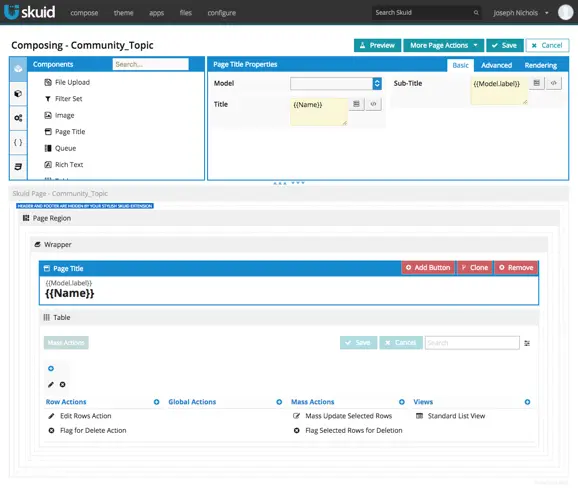 skuid compose theme apps files configure Search Skuid Joseph Nichols
Composing - Community_Topic Preview More Page Actions Save Cancel
Components Search... Page Title Properties Basic Advanced Rendering
File Upload
Filter Set
Image
Page Title
Queue
Rich Text
Model Sub-Title {{Model.label}}
Title {{Name}}
Skuid Page - Community_Topic
HEADER AND FOOTER ARE HIDDEN BY YOUR STYLISH SKUID EXTENSION
Page Region
Wrapper
Page Title Add Button Clone Remove
{{Model.label}}
{{Name}}
Table
Mass Actions Save Cancel Search
Row Actions Global Actions Mass Actions Views
Edit Rows Action Mass Update Selected Rows Standard List View
Flag for Delete Action Flag Selected Rows for Deletion